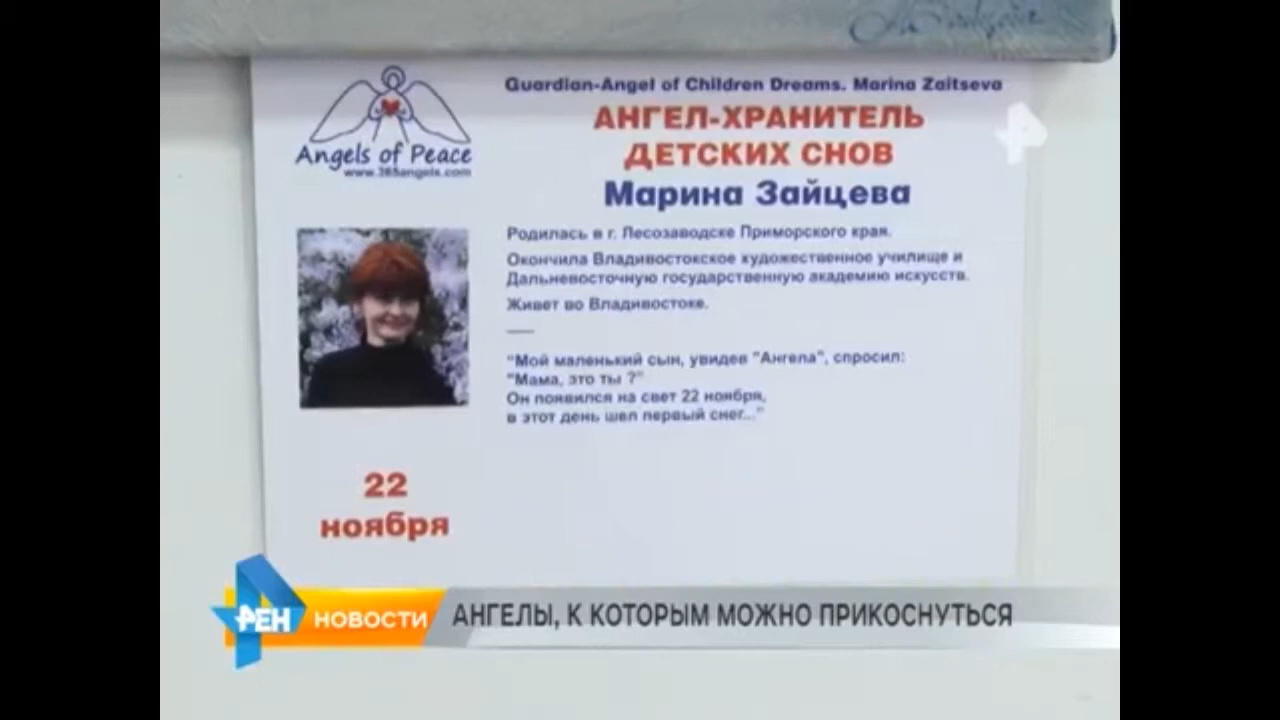 Guardian-Angel of Children Dreams. Marina Zaitseva
АНГЕЛ-ХРАНИТЕЛЬ
ДЕТСКИХ СНОВ
Марина Зайцева
Angels of Peace
www.365angels.com
Родилась в г. Лесозаводске Приморского края.
Окончила Владивостокское художественное училище и
Дальневосточную государственную академию искусств.
Живет во Владивостоке.
"Мой маленький сын, увидев "Ангела", спросил:
"Мама, это ты ?"
Он появился на свет 22 ноября,
в этот день шел первый снег..."
22
ноября
РЕН НОВОСТИ
АНГЕЛЫ, К КОТОРЫМ МОЖНО ПРИКОСНУТЬСЯ